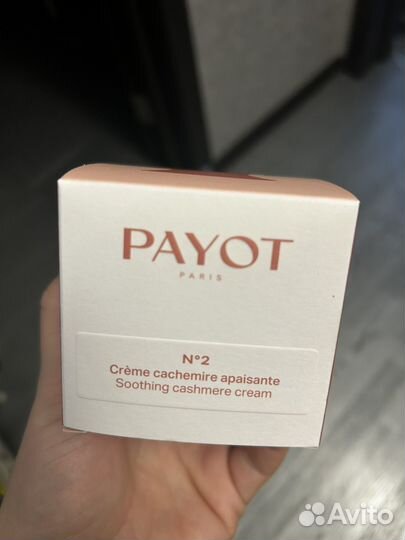 PAYOT
PARIS
N°2
Crème cachemire apaisante
Soothing cashmere cream
Avito